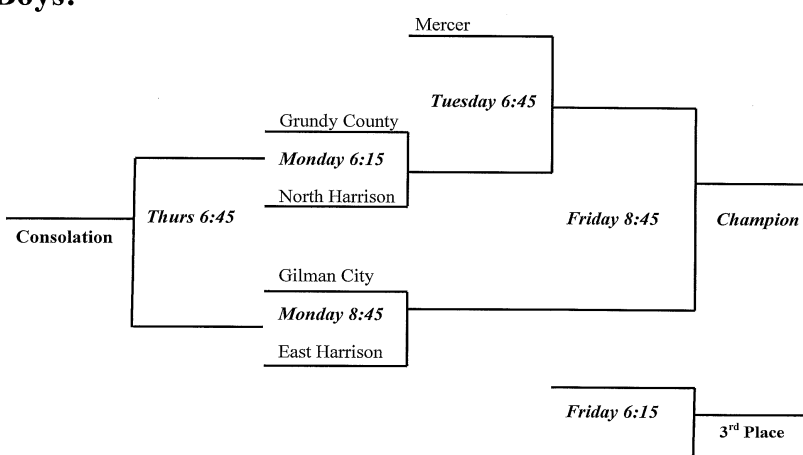 Boys:
Mercer
Tuesday 6:45
Grundy County
Monday 6:15
North Harrison
Thurs 6:45
Friday 8:45
Champion
Consolation
Gilman City
Monday 8:45
East Harrison
Friday 6:15
3rd Place